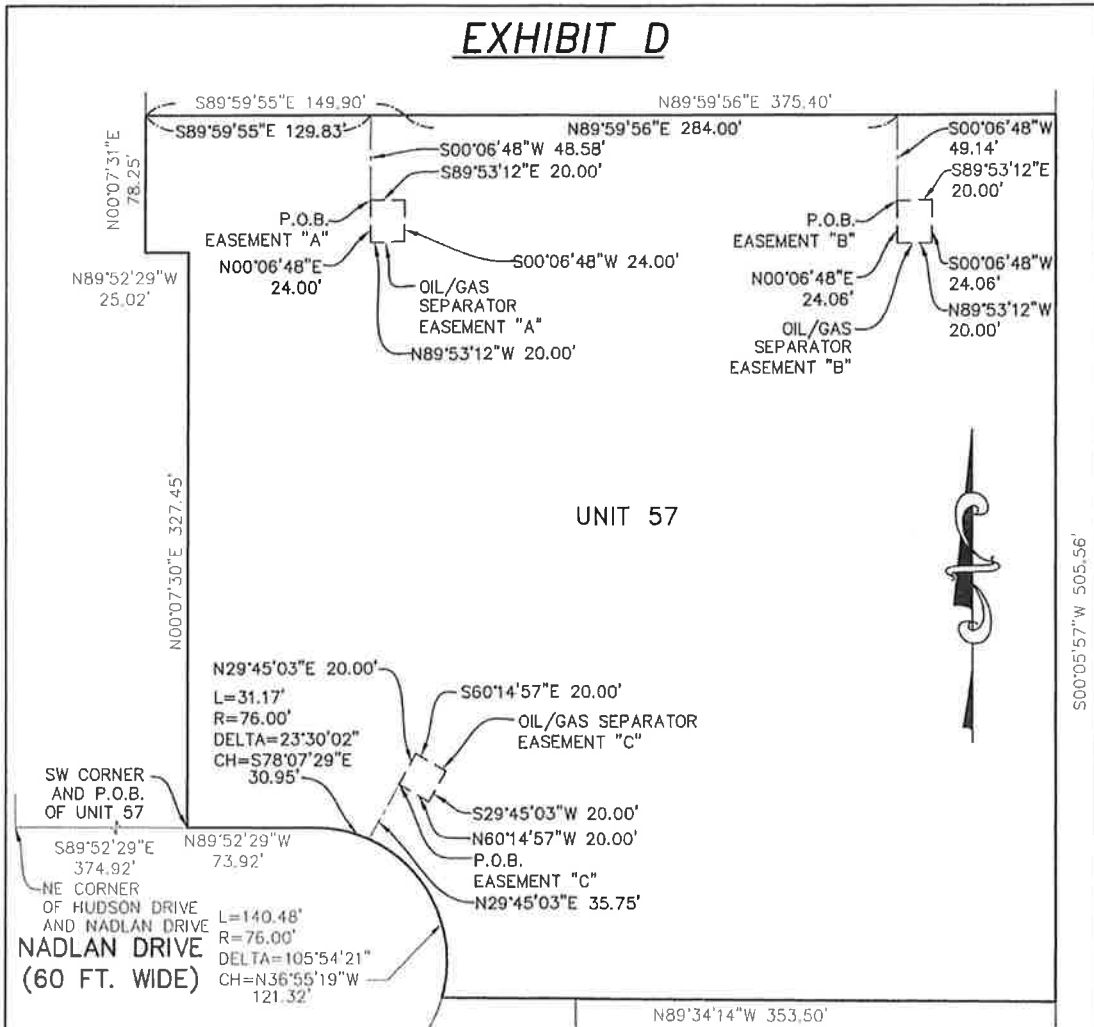 EXHIBIT D
S89°59'55"E 149.90'
N89°59'56"E 375.40'
S89°59'55"E 129.83'
N89°59'56"E 284.00'
S00°06'48"W 48.58'
S89°53'12"E 20.00'
S00°06'48"W
49.14'
S89°53'12"E
20.00'
N00°07'31"E
78.25'
P.O.B.
EASEMENT "A"
N00°06'48"E
24.00'
S00°06'48"W 24.00'
OIL/GAS
SEPARATOR
EASEMENT "A"
N89°53'12"W 20.00'
P.O.B.
EASEMENT "B"
N00°06'48"E
24.06'
S00°06'48"W
24.06'
N89°53'12"W
20.00'
OIL/GAS
SEPARATOR
EASEMENT "B"
N89°52'29"W
25.02'
N00°07'30"E 327.45'
UNIT 57
S00°05'57"W 505.56'
N29°45'03"E 20.00'
L=31.17'
R=76.00'
DELTA=23°30'02"
CH=S78°07'29"E
30.95'
S60°14'57"E 20.00'
OIL/GAS SEPARATOR
EASEMENT "C"
S29°45'03"W 20.00'
N60°14'57"W 20.00'
P.O.B.
EASEMENT "C"
N29°45'03"E 35.75'
SW CORNER
AND P.O.B.
OF UNIT 57
S89°52'29"E
374.92'
N89°52'29"W
73.92'
NE CORNER
OF HUDSON DRIVE
AND NADLAN DRIVE
NADLAN DRIVE
(60 FT. WIDE)
L=140.48'
R=76.00'
DELTA=105°54'21"
CH=N36°55'19"W
121.32'
N89°34'14"W 353.50'